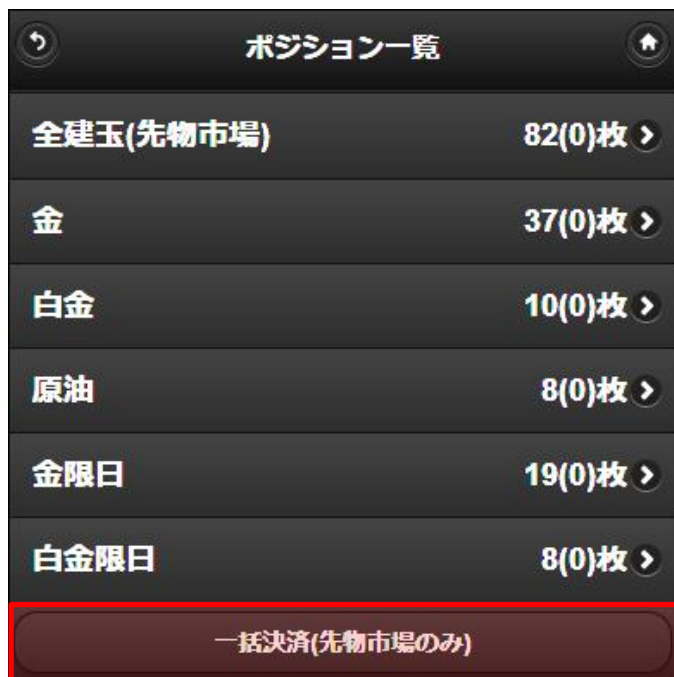 ポジション一覧
全建玉(先物市場) 82(0)枚
金 37(0)枚
白金 10(0)枚
原油 8(0)枚
金限日 19(0)枚
白金限日 8(0)枚
一括決済(先物市場のみ)